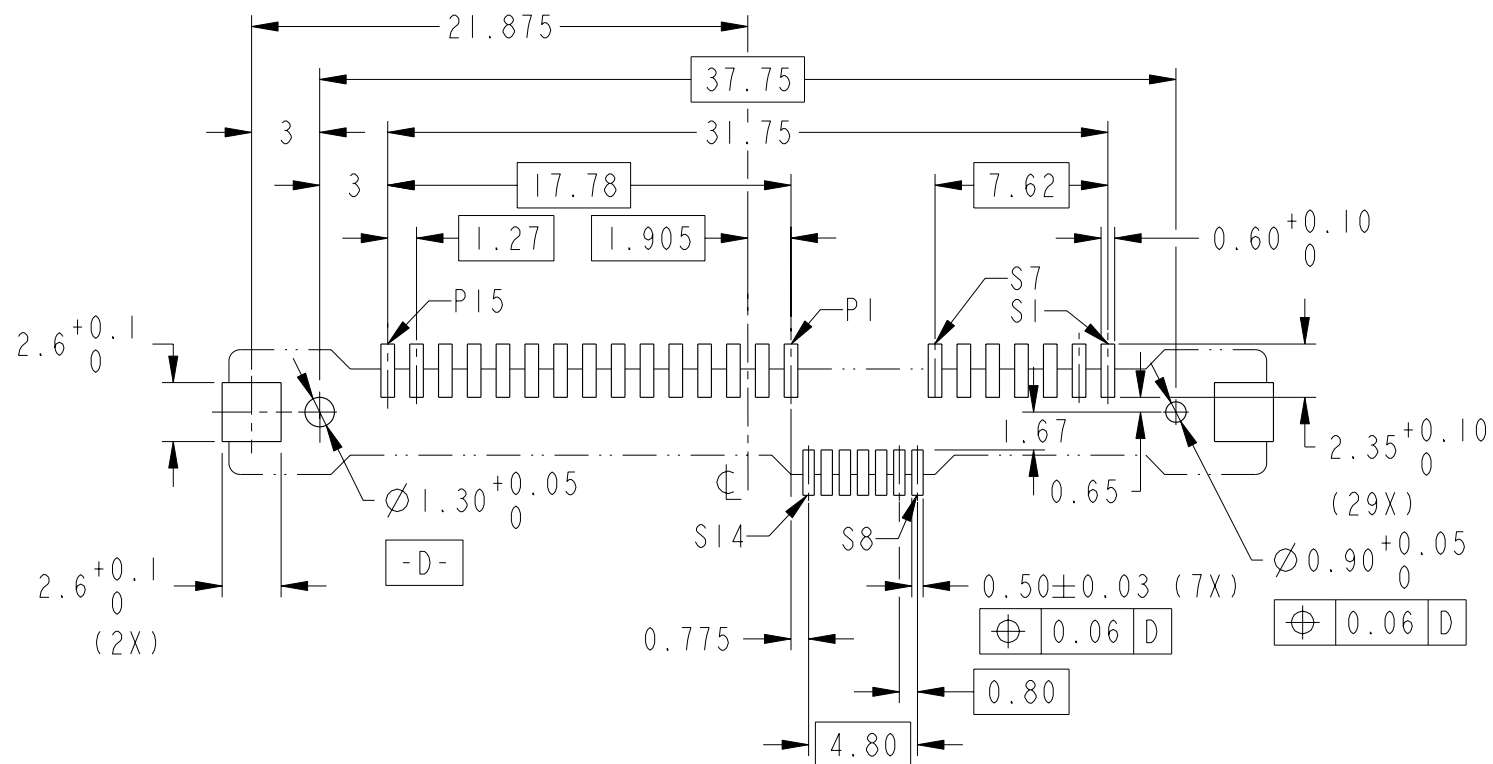 21.875
37.75
3
31.75
3
17.78
7.62
1.27
1.905
0.60 +0.10 0
P15
P1
S7
S1
2.6 +0.1 0
1.67
2.35 +0.10 0
(29X)
0.65
Ø1.30 +0.05 0
-D-
℄
S14
S8
Ø0.90 +0.05 0
⌖ 0.06 D
2.6 +0.1 0
(2X)
0.50±0.03 (7X)
⌖ 0.06 D
0.775
0.80
4.80